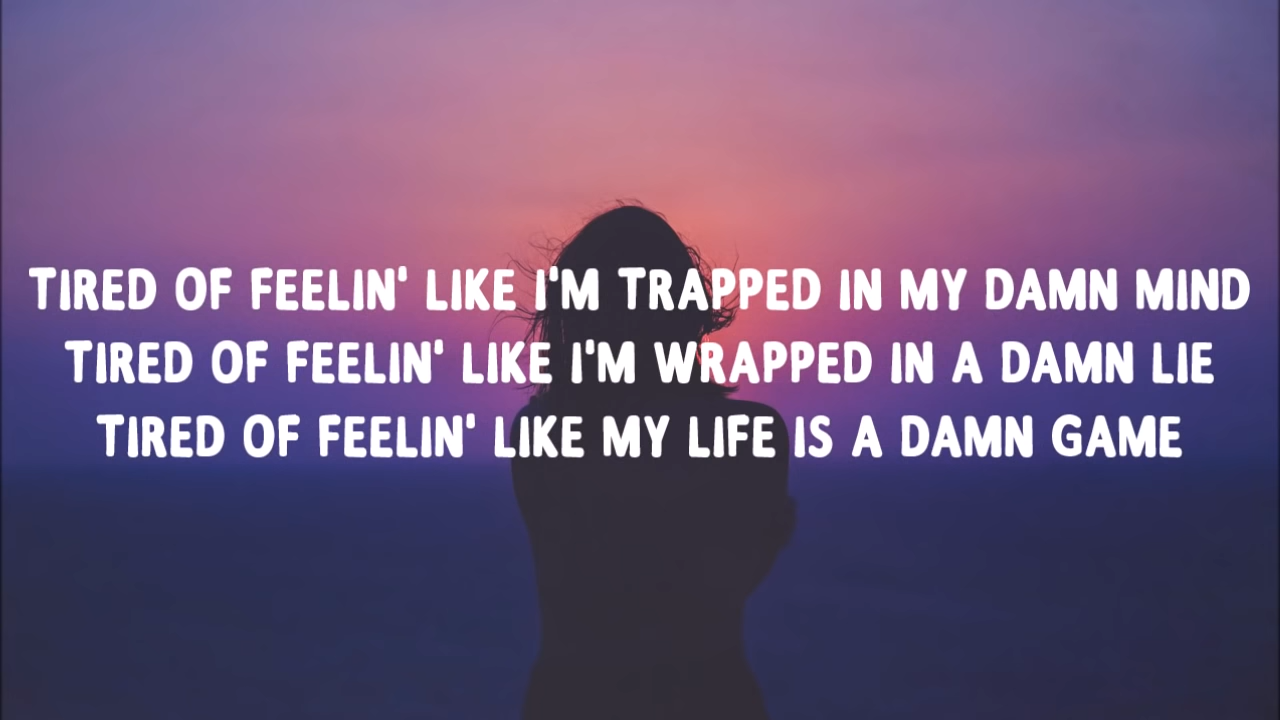 TIRED OF FEELIN' LIKE I'M TRAPPED IN MY DAMN MIND
TIRED OF FEELIN' LIKE I'M WRAPPED IN A DAMN LIE
TIRED OF FEELIN' LIKE MY LIFE IS A DAMN GAME